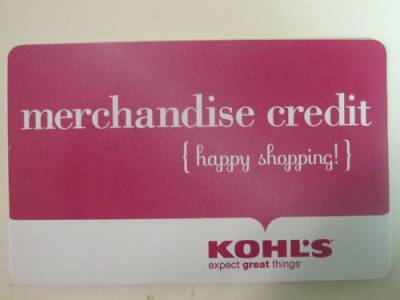 merchandise credit
{ happy shopping! }
KOHL'S
expect great things